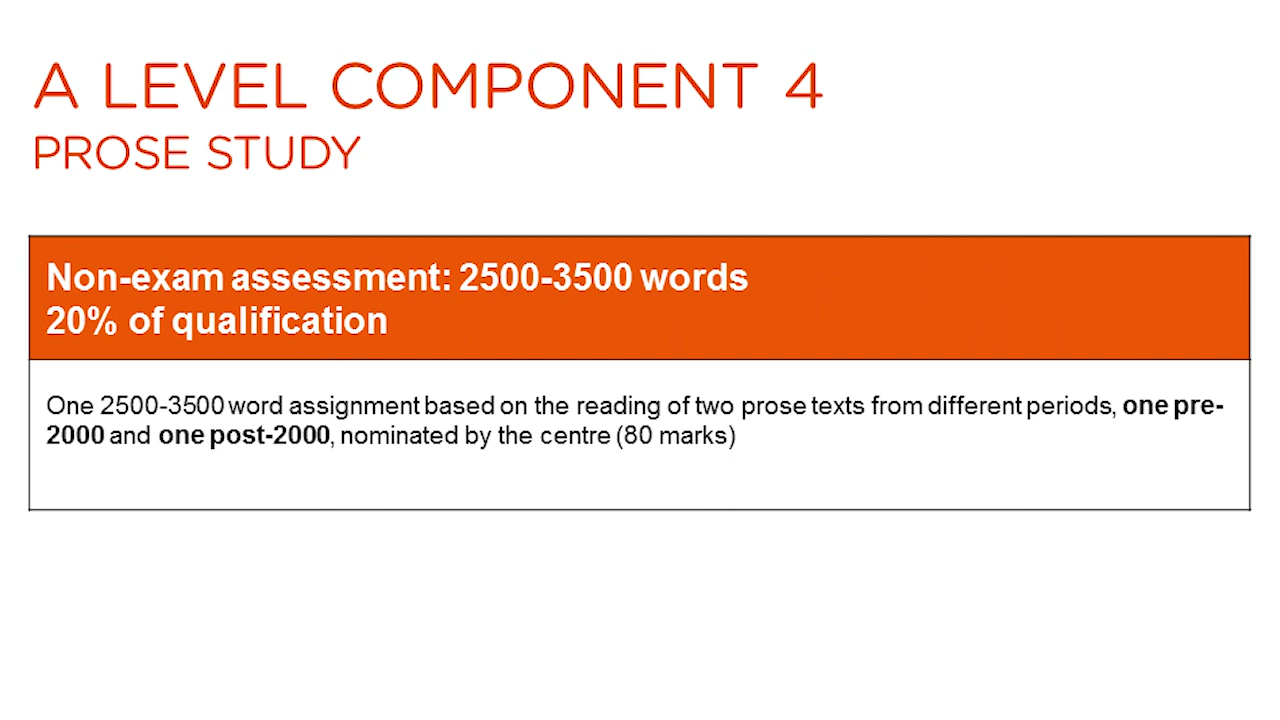 A LEVEL COMPONENT 4
PROSE STUDY
Non-exam assessment: 2500-3500 words
20% of qualification
One 2500-3500 word assignment based on the reading of two prose texts from different periods, one pre-
2000 and one post-2000, nominated by the centre (80 marks)